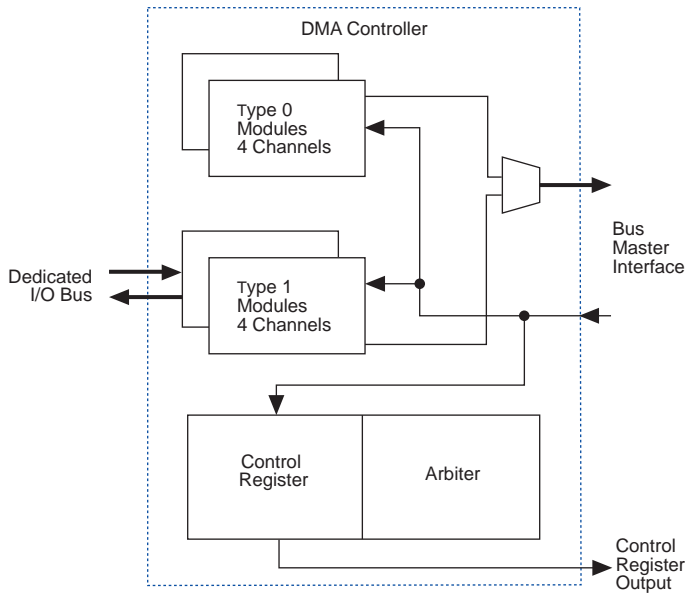 DMA Controller
Type 0
Modules
4 Channels
Dedicated
I/O Bus
Type 1
Modules
4 Channels
Bus
Master
Interface
Control
Register
Arbiter
Control
Register
Output